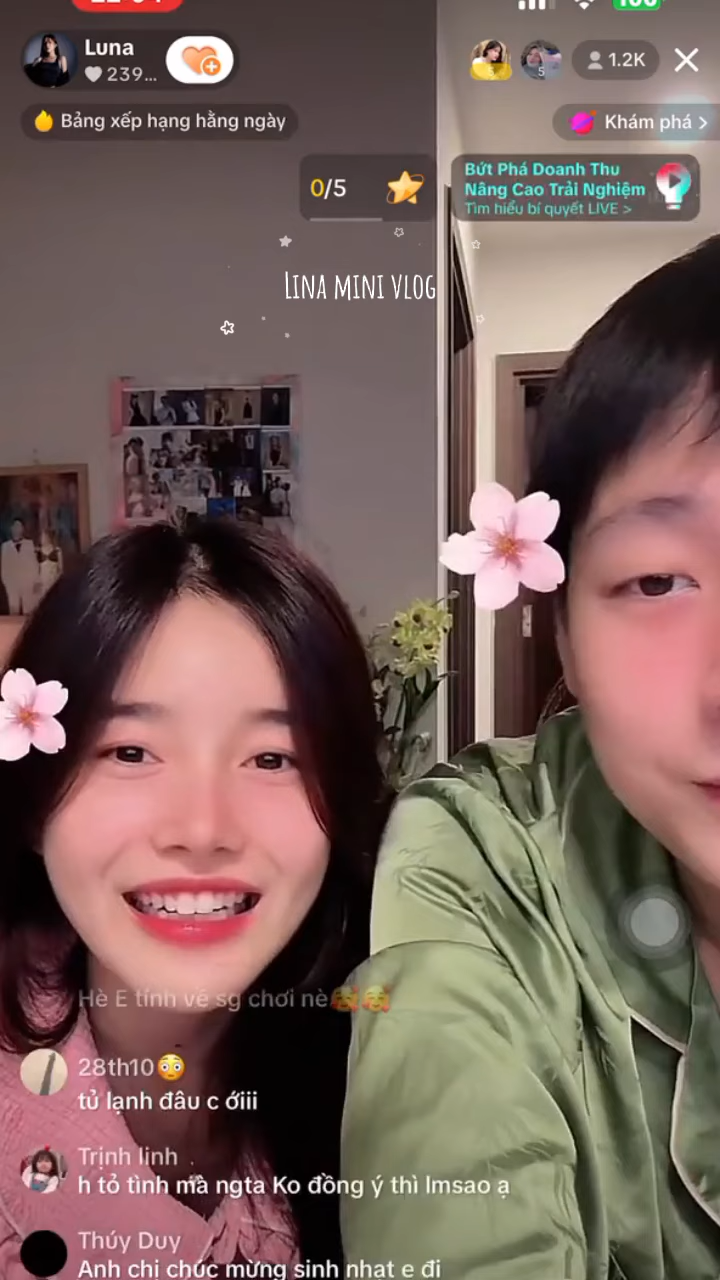 Luna
239...
1.2K
5
Bảng xếp hạng hằng ngày
Khám phá >
0/5
Bứt Phá Doanh Thu
Nâng Cao Trải Nghiệm
Tìm hiểu bí quyết LIVE >
LINA MINI VLOG
Hè E tính về sg chơi nè🥰🥰
28th10😳
tủ lạnh đâu c ớiii
Trịnh linh .
h tỏ tình mà ngta Ko đồng ý thì lmsao ạ
Thúy Duy
Anh chị chúc mừng sinh nhạt e đi